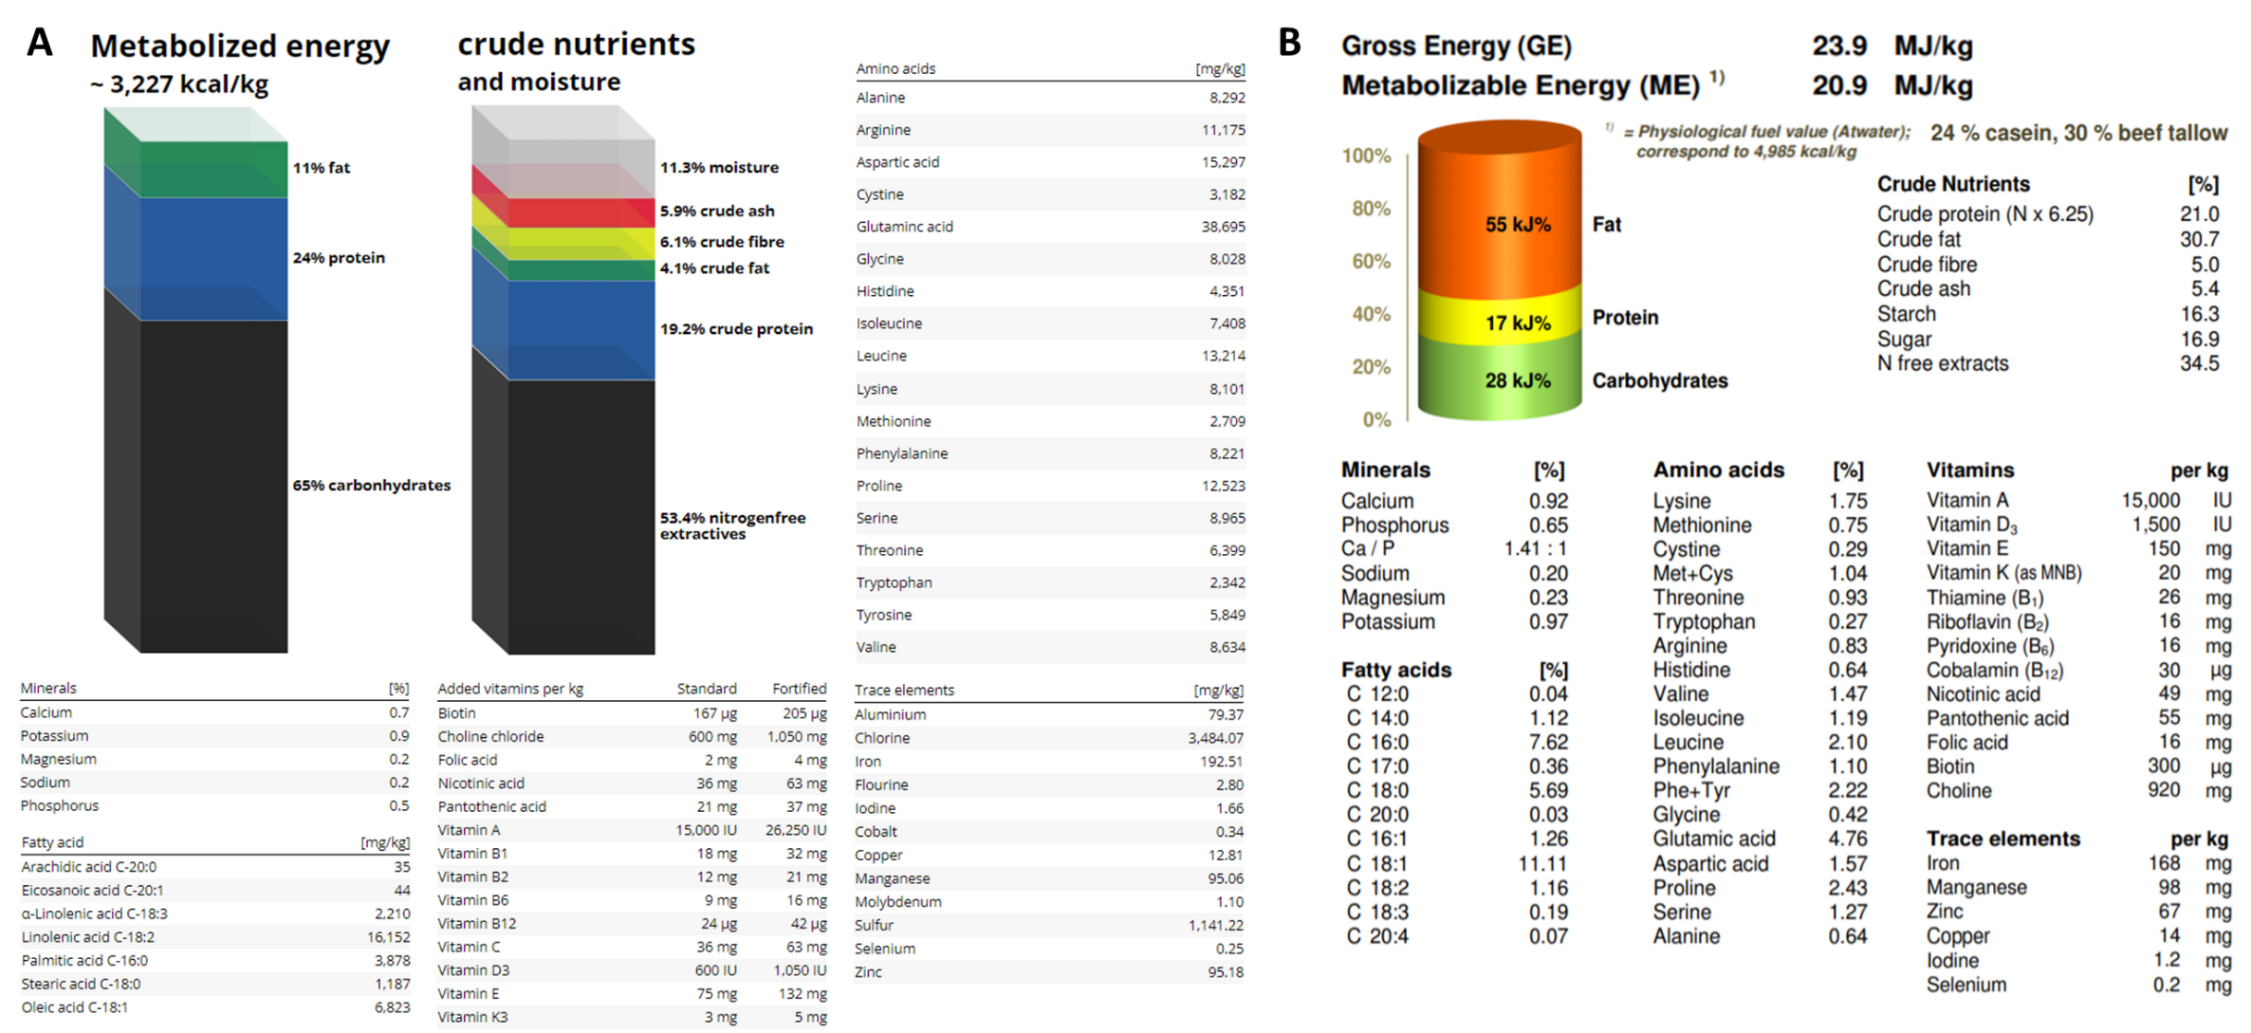 A
Metabolized energy
~ 3,227 kcal/kg
11% fat
24% protein
65% carbonhydrates
crude nutrients
and moisture
11.3% moisture
5.9% crude ash
6.1% crude fibre
4.1% crude fat
19.2% crude protein
53.4% nitrogenfree
extractives
Amino acids [mg/kg]
Alanine 8,292
Arginine 11,175
Aspartic acid 15,297
Cystine 3,182
Glutaminc acid 38,695
Glycine 8,028
Histidine 4,351
Isoleucine 7,408
Leucine 13,214
Lysine 8,101
Methionine 2,709
Phenylalanine 8,221
Proline 12,523
Serine 8,965
Threonine 6,399
Tryptophan 2,342
Tyrosine 5,849
Valine 8,634
Minerals [%]
Calcium 0.7
Potassium 0.9
Magnesium 0.2
Sodium 0.2
Phosphorus 0.5
Fatty acid [mg/kg]
Arachidic acid C-20:0 35
Eicosanoic acid C-20:1 44
α-Linolenic acid C-18:3 2,210
Linolenic acid C-18:2 16,152
Palmitic acid C-16:0 3,878
Stearic acid C-18:0 1,187
Oleic acid C-18:1 6,823
Added vitamins per kg Standard Fortified
Biotin 167 µg 205 µg
Choline chloride 600 mg 1,050 mg
Folic acid 2 mg 4 mg
Nicotinic acid 36 mg 63 mg
Pantothenic acid 21 mg 37 mg
Vitamin A 15,000 IU 26,250 IU
Vitamin B1 18 mg 32 mg
Vitamin B2 12 mg 21 mg
Vitamin B6 9 mg 16 mg
Vitamin B12 24 µg 42 µg
Vitamin C 36 mg 63 mg
Vitamin D3 600 IU 1,050 IU
Vitamin E 75 mg 132 mg
Vitamin K3 3 mg 5 mg
Trace elements [mg/kg]
Aluminium 79.37
Chlorine 3,484.07
Iron 192.51
Flourine 2.80
Iodine 1.66
Cobalt 0.34
Copper 12.81
Manganese 95.06
Molybdenum 1.10
Sulfur 1,141.22
Selenium 0.25
Zinc 95.18
B
Gross Energy (GE) 23.9 MJ/kg
Metabolizable Energy (ME) 1) 20.9 MJ/kg
1) = Physiological fuel value (Atwater);
correspond to 4,985 kcal/kg
24 % casein, 30 % beef tallow
100%
80%
60%
40%
20%
0%
55 kJ% Fat
17 kJ% Protein
28 kJ% Carbohydrates
Crude Nutrients [%]
Crude protein (N x 6.25) 21.0
Crude fat 30.7
Crude fibre 5.0
Crude ash 5.4
Starch 16.3
Sugar 16.9
N free extracts 34.5
Minerals [%]
Calcium 0.92
Phosphorus 0.65
Ca / P 1.41 : 1
Sodium 0.20
Magnesium 0.23
Potassium 0.97
Fatty acids [%]
C 12:0 0.04
C 14:0 1.12
C 16:0 7.62
C 17:0 0.36
C 18:0 5.69
C 20:0 0.03
C 16:1 1.26
C 18:1 11.11
C 18:2 1.16
C 18:3 0.19
C 20:4 0.07
Amino acids [%]
Lysine 1.75
Methionine 0.75
Cystine 0.29
Met+Cys 1.04
Threonine 0.93
Tryptophan 0.27
Arginine 0.83
Histidine 0.64
Valine 1.47
Isoleucine 1.19
Leucine 2.10
Phenylalanine 1.10
Phe+Tyr 2.22
Glycine 0.42
Glutamic acid 4.76
Aspartic acid 1.57
Proline 2.43
Serine 1.27
Alanine 0.64
Vitamins per kg
Vitamin A 15,000 IU
Vitamin D3 1,500 IU
Vitamin E 150 mg
Vitamin K (as MNB) 20 mg
Thiamine (B1) 26 mg
Riboflavin (B2) 16 mg
Pyridoxine (B6) 16 mg
Cobalamin (B12) 30 µg
Nicotinic acid 49 mg
Pantothenic acid 55 mg
Folic acid 16 mg
Biotin 300 µg
Choline 920 mg
Trace elements per kg
Iron 168 mg
Manganese 98 mg
Zinc 67 mg
Copper 14 mg
Iodine 1.2 mg
Selenium 0.2 mg